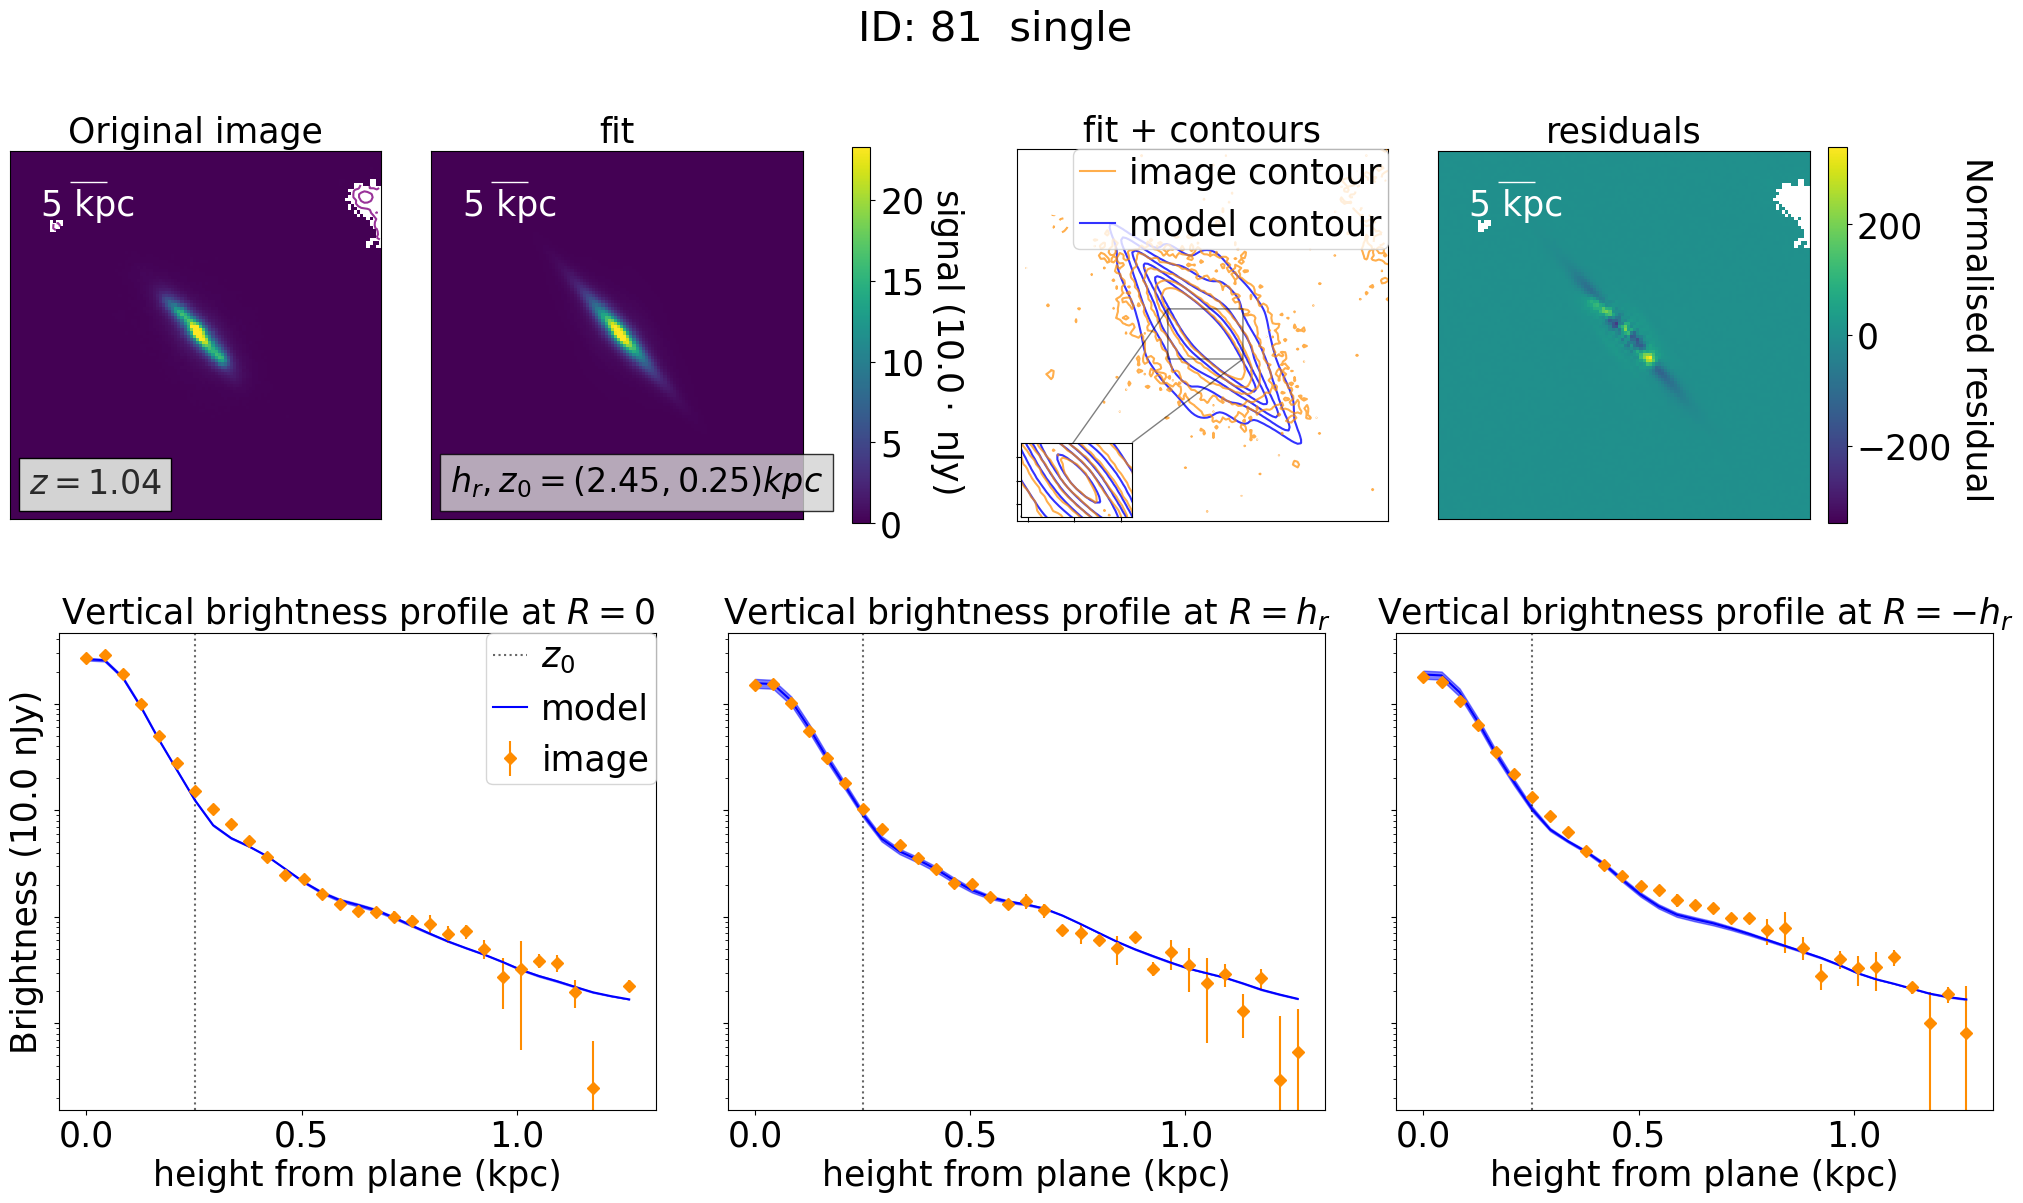 ID: 81 single
Original image
fit
fit + contours
residuals
5 kpc
5 kpc
image contour
model contour
5 kpc
z = 1.04
h_r, z_0 = (2.45, 0.25)kpc
20
15
10
5
0
signal (10.0 · nJy)
200
0
−200
Normalised residual
Vertical brightness profile at R = 0
Vertical brightness profile at R = h_r
Vertical brightness profile at R = −h_r
z_0
model
image
Brightness (10.0 nJy)
0.0 0.5 1.0
0.0 0.5 1.0
0.0 0.5 1.0
height from plane (kpc)
height from plane (kpc)
height from plane (kpc)